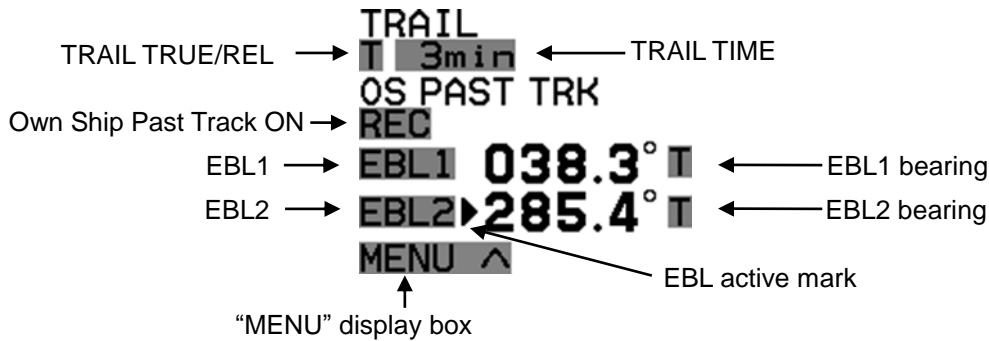 TRAIL
TRAIL TRUE/REL T 3min TRAIL TIME
OS PAST TRK
Own Ship Past Track ON REC
EBL1 EBL1 038.3° T EBL1 bearing
EBL2 EBL2 285.4° T EBL2 bearing
MENU ^
EBL active mark
“MENU” display box